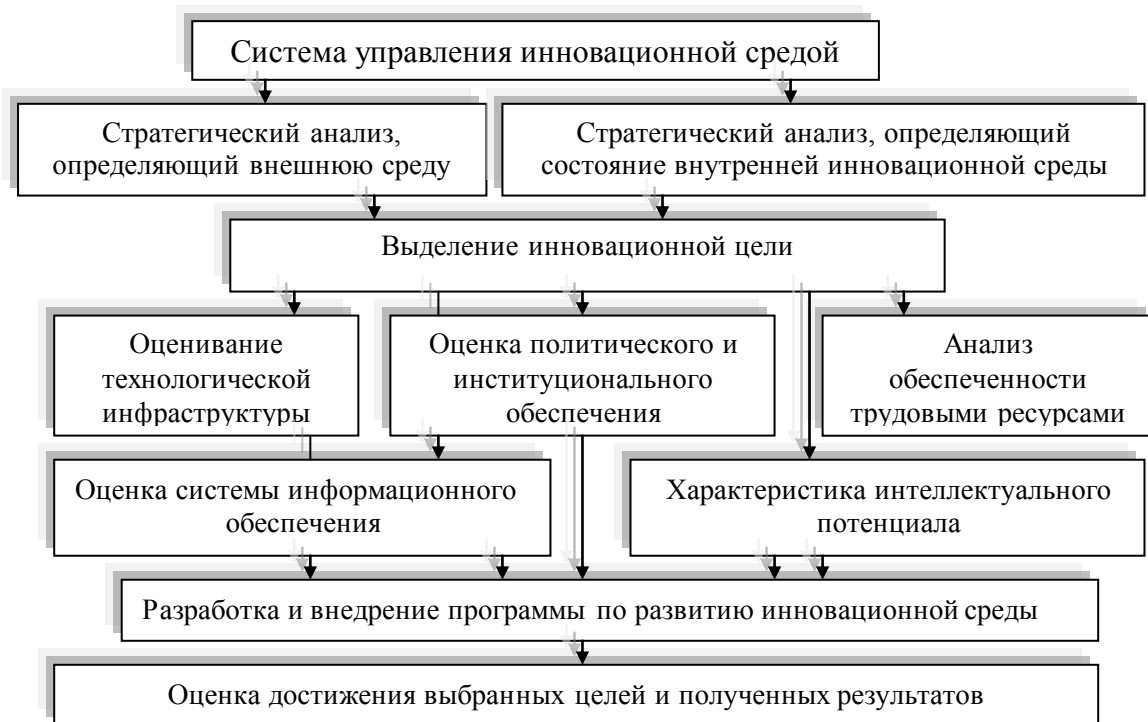 Система управления инновационной средой
Стратегический анализ,
определяющий внешнюю среду
Стратегический анализ, определяющий
состояние внутренней инновационной среды
Выделение инновационной цели
Оценивание
технологической
инфраструктуры
Оценка политического и
институционального
обеспечения
Анализ
обеспеченности
трудовыми ресурсами
Оценка системы информационного
обеспечения
Характеристика интеллектуального
потенциала
Разработка и внедрение программы по развитию инновационной среды
Оценка достижения выбранных целей и полученных результатов